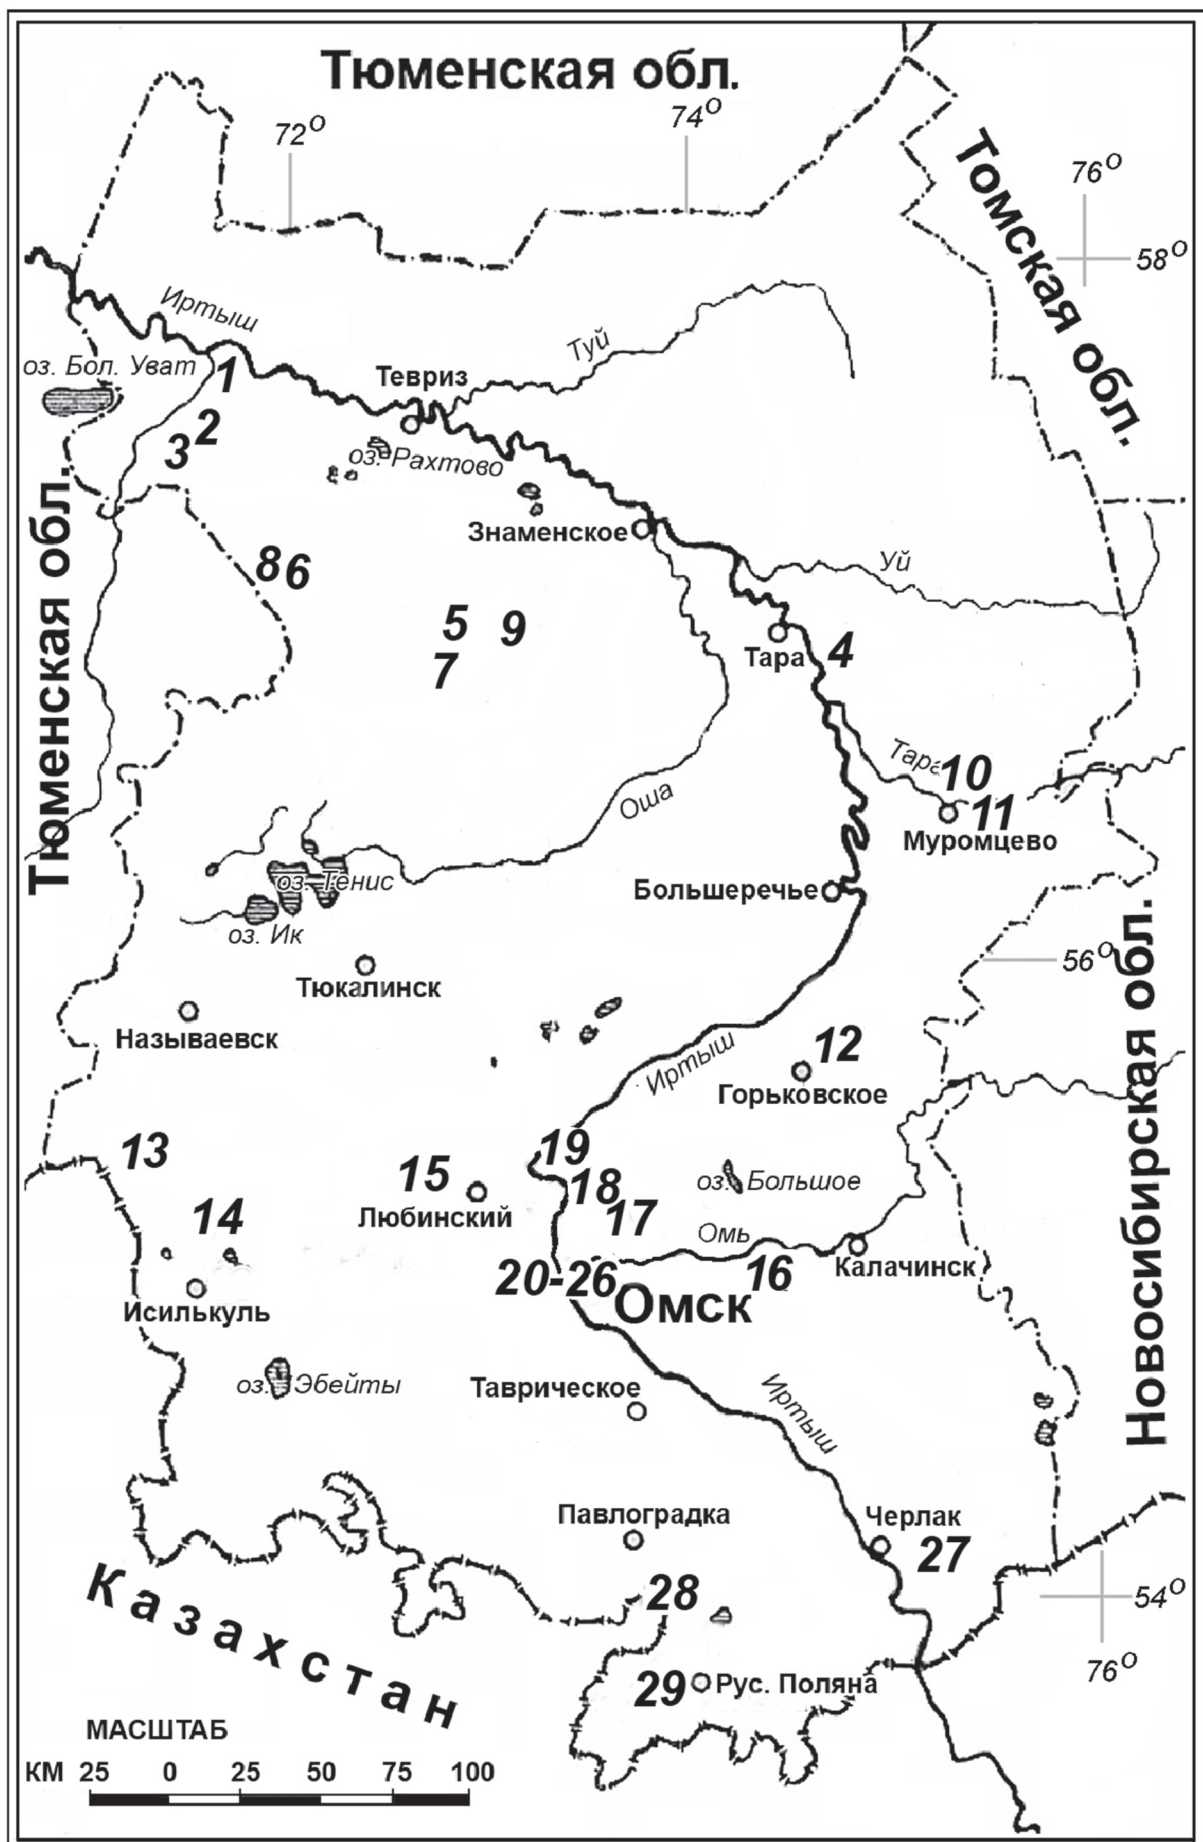 Тюменская обл.
72°
74°
76°
Томская обл.
58°
Иртыш
Туй
оз. Бол. Уват
1
Тевриз
2
3
оз. Рахтово
Тюменская обл.
Знаменское
8
6
Уй
5
9
7
Тара
4
Тара
10
11
Муромцево
Оша
оз. Тенис
Большеречье
оз. Ик
56°
Тюкалинск
Называевск
12
Иртыш
Горьковское
Новосибирская обл.
13
19
15
18
оз. Большое
14
17
Любинский
Омь
20-26
16
Калачинск
Омск
Исилькуль
оз. Эбейты
Таврическое
Иртыш
Павлоградка
Черлак
27
28
54°
Казахстан
76°
29
Рус. Поляна
МАСШТАБ
КМ 25 0 25 50 75 100